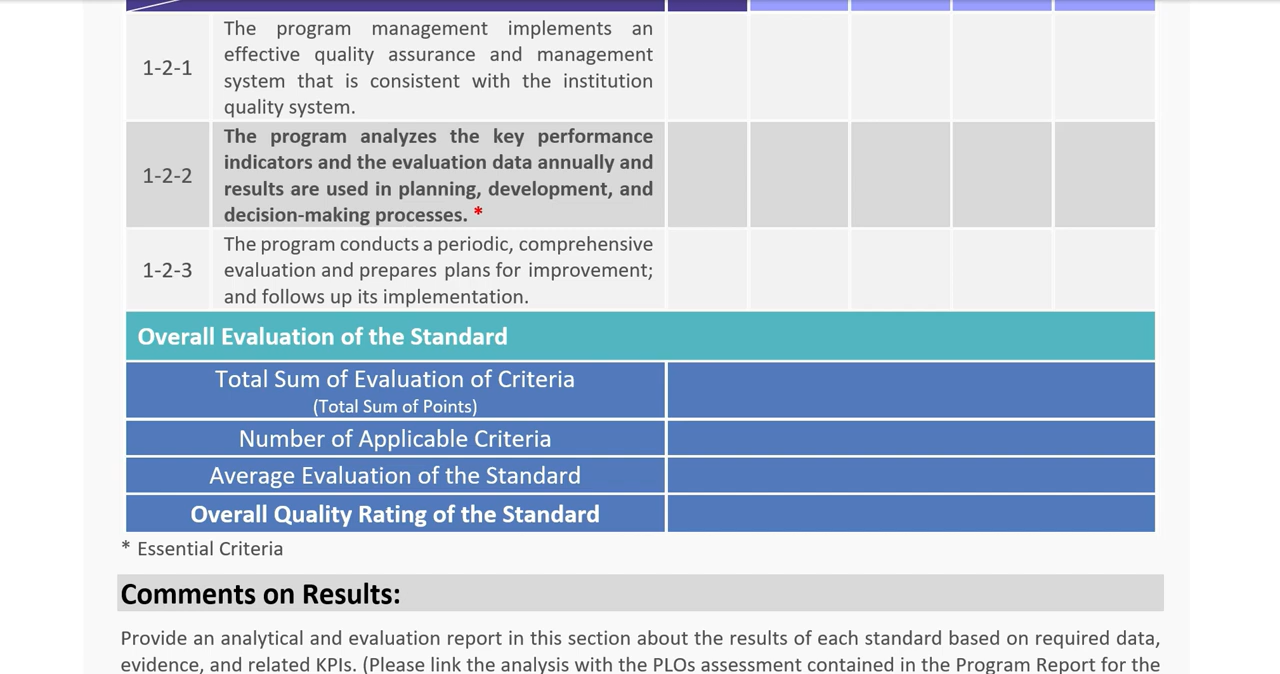 1-2-1
The program management implements an
effective quality assurance and management
system that is consistent with the institution
quality system.
1-2-2
The program analyzes the key performance
indicators and the evaluation data annually and
results are used in planning, development, and
decision-making processes. *
1-2-3
The program conducts a periodic, comprehensive
evaluation and prepares plans for improvement;
and follows up its implementation.
Overall Evaluation of the Standard
Total Sum of Evaluation of Criteria
(Total Sum of Points)
Number of Applicable Criteria
Average Evaluation of the Standard
Overall Quality Rating of the Standard
* Essential Criteria
Comments on Results:
Provide an analytical and evaluation report in this section about the results of each standard based on required data,
evidence, and related KPIs. (Please link the analysis with the PLOs assessment contained in the Program Report for the